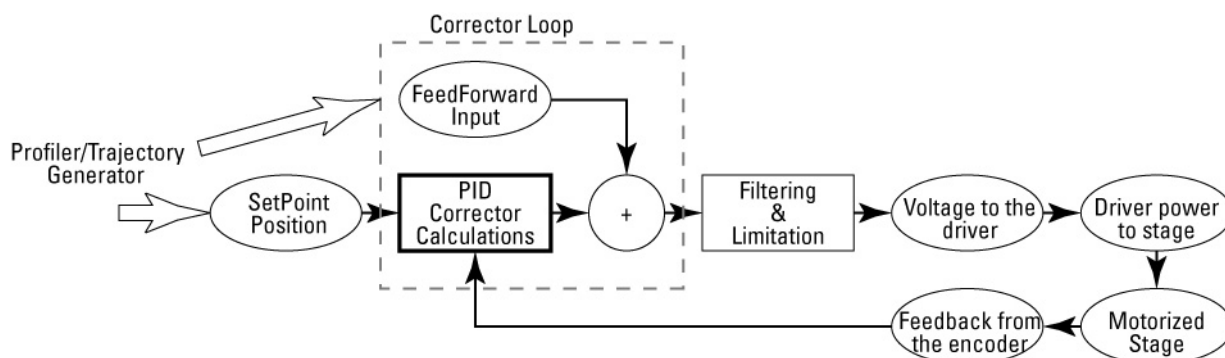 Corrector Loop
FeedForward
Input
Profiler/Trajectory
Generator
SetPoint
Position
PID
Corrector
Calculations
+
Filtering
&
Limitation
Voltage to the
driver
Driver power
to stage
Feedback from
the encoder
Motorized
Stage